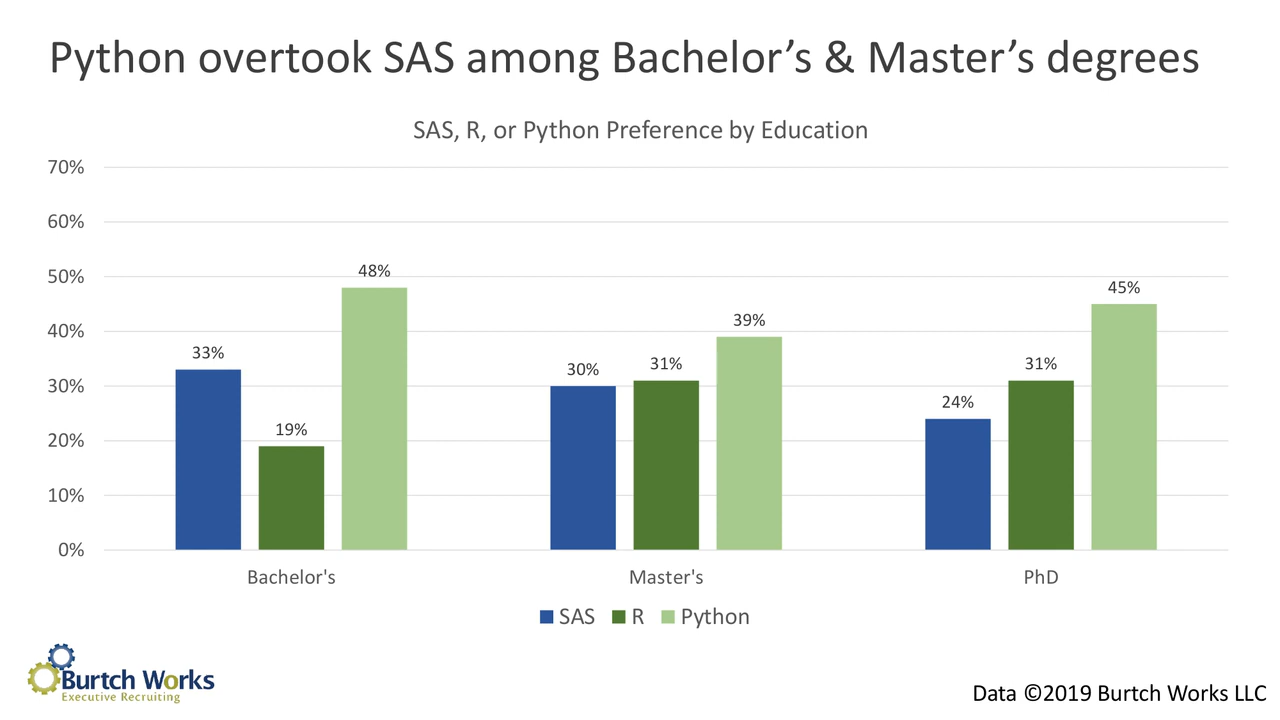 Python overtook SAS among Bachelor’s & Master’s degrees
SAS, R, or Python Preference by Education
70%
60%
50%
40%
30%
20%
10%
0%
33%
19%
48%
30%
31%
39%
24%
31%
45%
Bachelor's
Master's
PhD
SAS
R
Python
Burtch Works
Executive Recruiting
Data ©2019 Burtch Works LLC